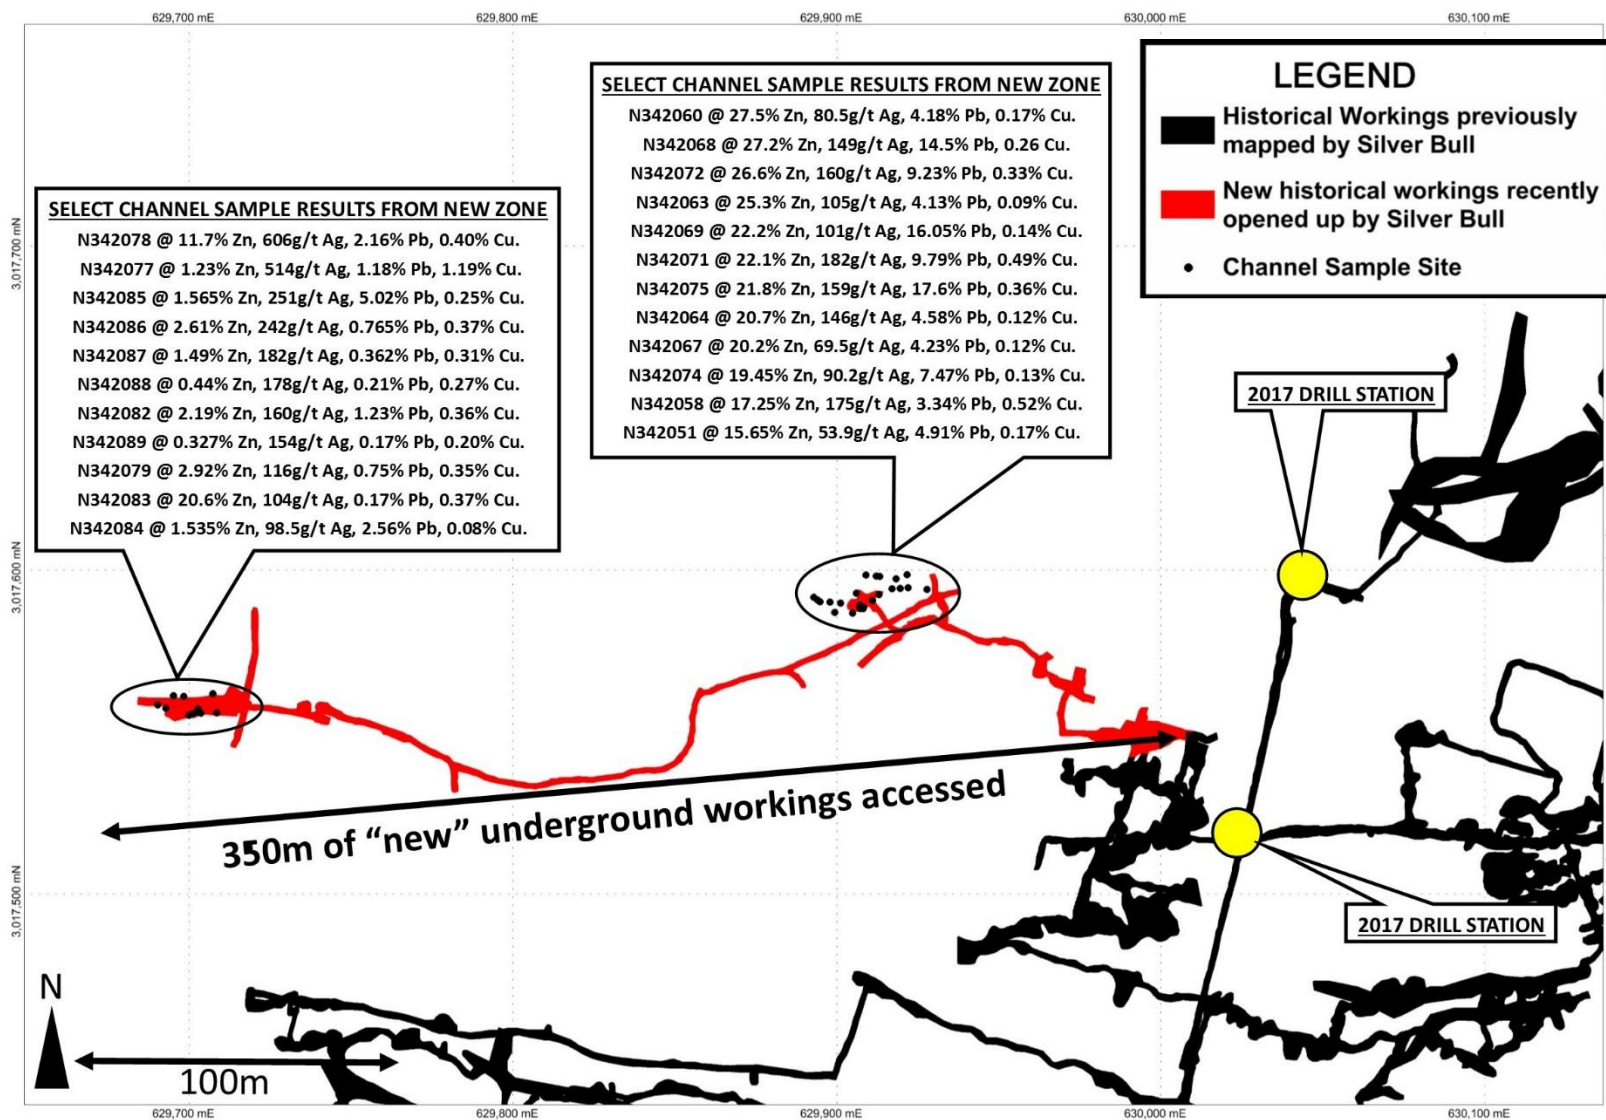 629,700 mE
629,800 mE
629,900 mE
630,000 mE
630,100 mE
LEGEND
Historical Workings previously
mapped by Silver Bull
New historical workings recently
opened up by Silver Bull
Channel Sample Site
SELECT CHANNEL SAMPLE RESULTS FROM NEW ZONE
N342060 @ 27.5% Zn, 80.5g/t Ag, 4.18% Pb, 0.17% Cu.
N342068 @ 27.2% Zn, 149g/t Ag, 14.5% Pb, 0.26 Cu.
N342072 @ 26.6% Zn, 160g/t Ag, 9.23% Pb, 0.33% Cu.
N342063 @ 25.3% Zn, 105g/t Ag, 4.13% Pb, 0.09% Cu.
N342069 @ 22.2% Zn, 101g/t Ag, 16.05% Pb, 0.14% Cu.
N342071 @ 22.1% Zn, 182g/t Ag, 9.79% Pb, 0.49% Cu.
N342075 @ 21.8% Zn, 159g/t Ag, 17.6% Pb, 0.36% Cu.
N342064 @ 20.7% Zn, 146g/t Ag, 4.58% Pb, 0.12% Cu.
N342067 @ 20.2% Zn, 69.5g/t Ag, 4.23% Pb, 0.12% Cu.
N342074 @ 19.45% Zn, 90.2g/t Ag, 7.47% Pb, 0.13% Cu.
N342058 @ 17.25% Zn, 175g/t Ag, 3.34% Pb, 0.52% Cu.
N342051 @ 15.65% Zn, 53.9g/t Ag, 4.91% Pb, 0.17% Cu.
SELECT CHANNEL SAMPLE RESULTS FROM NEW ZONE
N342078 @ 11.7% Zn, 606g/t Ag, 2.16% Pb, 0.40% Cu.
N342077 @ 1.23% Zn, 514g/t Ag, 1.18% Pb, 1.19% Cu.
N342085 @ 1.565% Zn, 251g/t Ag, 5.02% Pb, 0.25% Cu.
N342086 @ 2.61% Zn, 242g/t Ag, 0.765% Pb, 0.37% Cu.
N342087 @ 1.49% Zn, 182g/t Ag, 0.362% Pb, 0.31% Cu.
N342088 @ 0.44% Zn, 178g/t Ag, 0.21% Pb, 0.27% Cu.
N342082 @ 2.19% Zn, 160g/t Ag, 1.23% Pb, 0.36% Cu.
N342089 @ 0.327% Zn, 154g/t Ag, 0.17% Pb, 0.20% Cu.
N342079 @ 2.92% Zn, 116g/t Ag, 0.75% Pb, 0.35% Cu.
N342083 @ 20.6% Zn, 104g/t Ag, 0.17% Pb, 0.37% Cu.
N342084 @ 1.535% Zn, 98.5g/t Ag, 2.56% Pb, 0.08% Cu.
3,017,700 mN
2017 DRILL STATION
3,017,600 mN
350m of “new” underground workings accessed
3,017,500 mN
2017 DRILL STATION
N
100m
629,700 mE
629,800 mE
629,900 mE
630,000 mE
630,100 mE